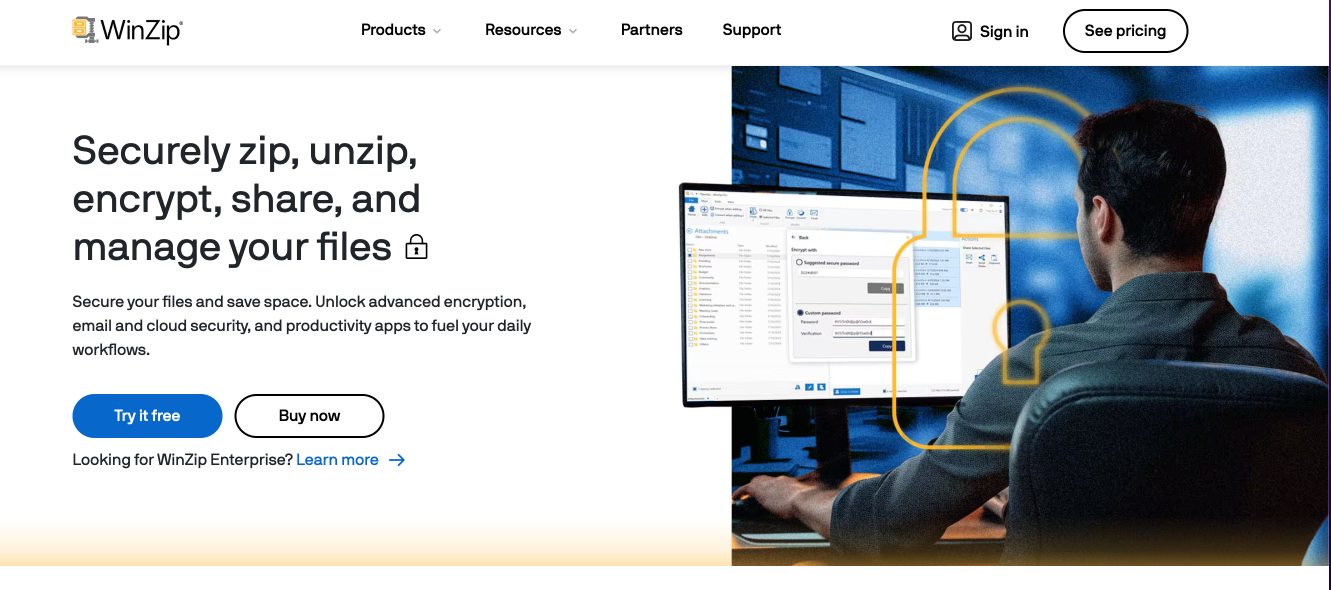 WinZip
Products
Resources
Partners
Support
Sign in
See pricing
Securely zip, unzip,
encrypt, share, and
manage your files
Secure your files and save space. Unlock advanced encryption,
email and cloud security, and productivity apps to fuel your daily
workflows.
Try it free
Buy now
Looking for WinZip Enterprise? Learn more
Attachments
Back
Encrypt with
Suggested secure password
Copy
Custom password
Password
Verification
Copy
Actions